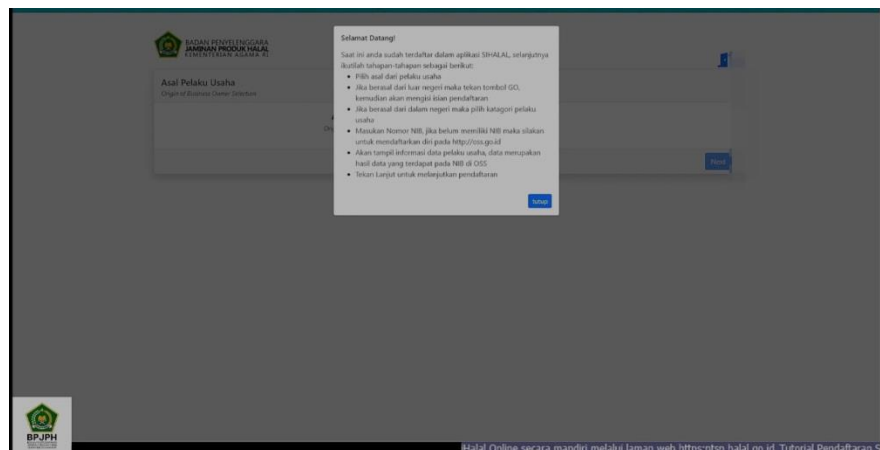 BADAN PENYELENGGARA
JAMINAN PRODUK HALAL
KEMENTERIAN AGAMA RI
Asal Pelaku Usaha
Origin of Business Owner Selection
Selamat Datang!
Saat ini anda sudah terdaftar dalam aplikasi SIHALAL, selanjutnya
ikutilah tahapan-tahapan sebagai berikut:
• Pilih asal dari pelaku usaha
• Jika berasal dari luar negeri maka tekan tombol GO,
kemudian akan mengisi isian pendaftaran
• Jika berasal dari dalam negeri maka pilih katagori pelaku
usaha
• Masukan Nomor NIB, jika belum memiliki NIB maka silakan
untuk mendaftarkan diri pada http://oss.go.id
• Akan tampil informasi data pelaku usaha, data merupakan
hasil data yang terdapat pada NIB di OSS
• Tekan Lanjut untuk melanjutkan pendaftaran
tutup
Next
BPJPH
Halal Online secara mandiri melalui laman web https:ptsp.halal.go.id. Tutorial Pendaftaran S